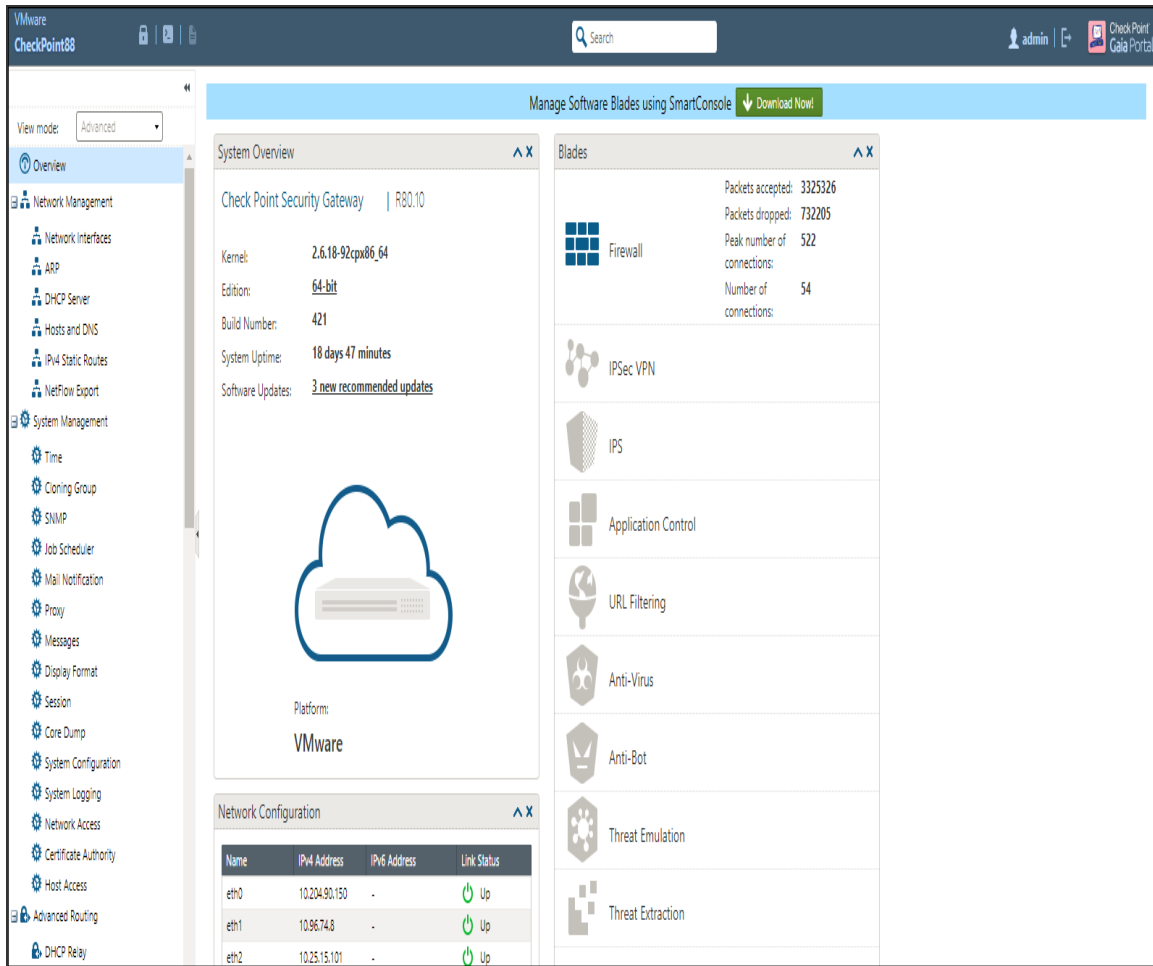 VMware
CheckPoint88
Search
admin
Check Point
Gaia Portal
View mode: Advanced
Overview
Network Management
Network Interfaces
ARP
DHCP Server
Hosts and DNS
IPv4 Static Routes
NetFlow Export
System Management
Time
Cloning Group
SNMP
Job Scheduler
Mail Notification
Proxy
Messages
Display Format
Session
Core Dump
System Configuration
System Logging
Network Access
Certificate Authority
Host Access
Advanced Routing
DHCP Relay
Manage Software Blades using SmartConsole Download Now!
System Overview
Check Point Security Gateway | R80.10
Kernel: 2.6.18-92cpx86_64
Edition: 64-bit
Build Number: 421
System Uptime: 18 days 47 minutes
Software Updates: 3 new recommended updates
Platform:
VMware
Network Configuration
Name IPv4 Address IPv6 Address Link Status
eth0 10.204.90.150 - Up
eth1 10.96.74.8 - Up
eth2 10.25.15.101 - Up
Blades
Firewall
Packets accepted: 3325326
Packets dropped: 732205
Peak number of 522
connections:
Number of 54
connections:
IPSec VPN
IPS
Application Control
URL Filtering
Anti-Virus
Anti-Bot
Threat Emulation
Threat Extraction